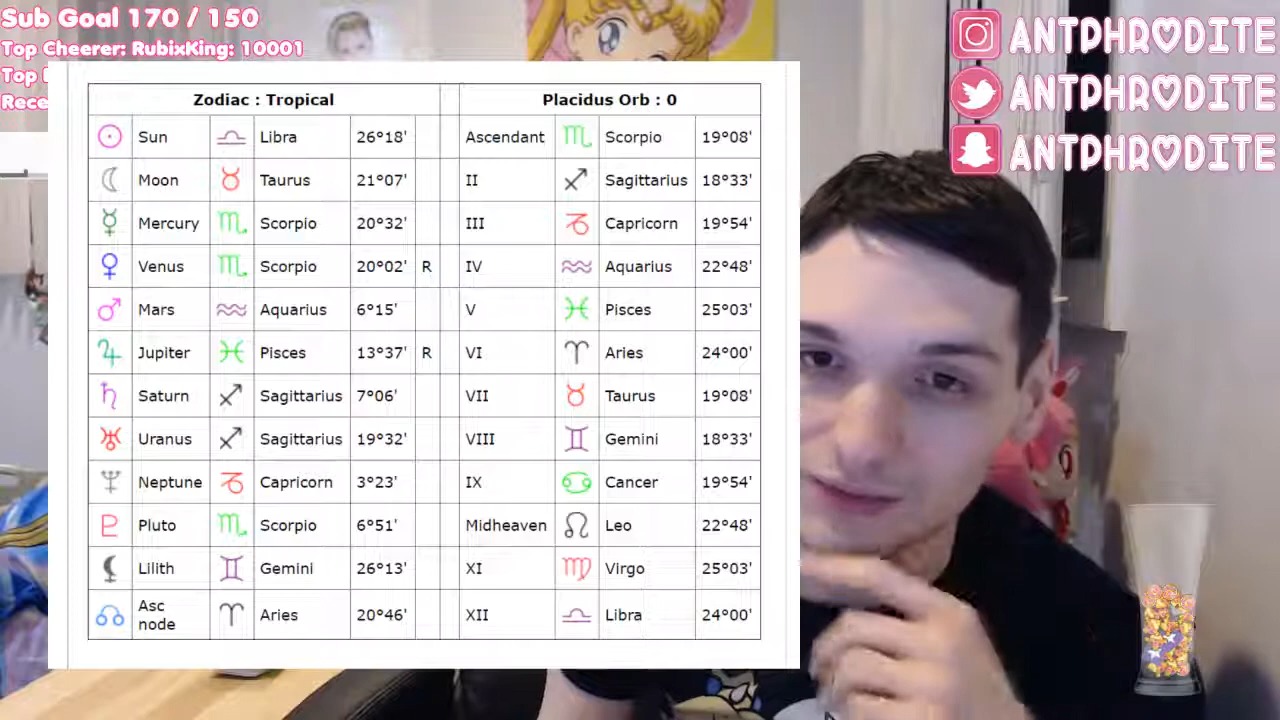 Sub Goal 170 / 150
Top Cheerer: RubixKing: 10001
Top
Rece
ANTPHRODITE
ANTPHRODITE
ANTPHRODITE
Zodiac : Tropical Placidus Orb : 0
Sun Libra 26°18' Ascendant Scorpio 19°08'
Moon Taurus 21°07' II Sagittarius 18°33'
Mercury Scorpio 20°32' III Capricorn 19°54'
Venus Scorpio 20°02' R IV Aquarius 22°48'
Mars Aquarius 6°15' V Pisces 25°03'
Jupiter Pisces 13°37' R VI Aries 24°00'
Saturn Sagittarius 7°06' VII Taurus 19°08'
Uranus Sagittarius 19°32' VIII Gemini 18°33'
Neptune Capricorn 3°23' IX Cancer 19°54'
Pluto Scorpio 6°51' Midheaven Leo 22°48'
Lilith Gemini 26°13' XI Virgo 25°03'
Asc
node Aries 20°46' XII Libra 24°00'